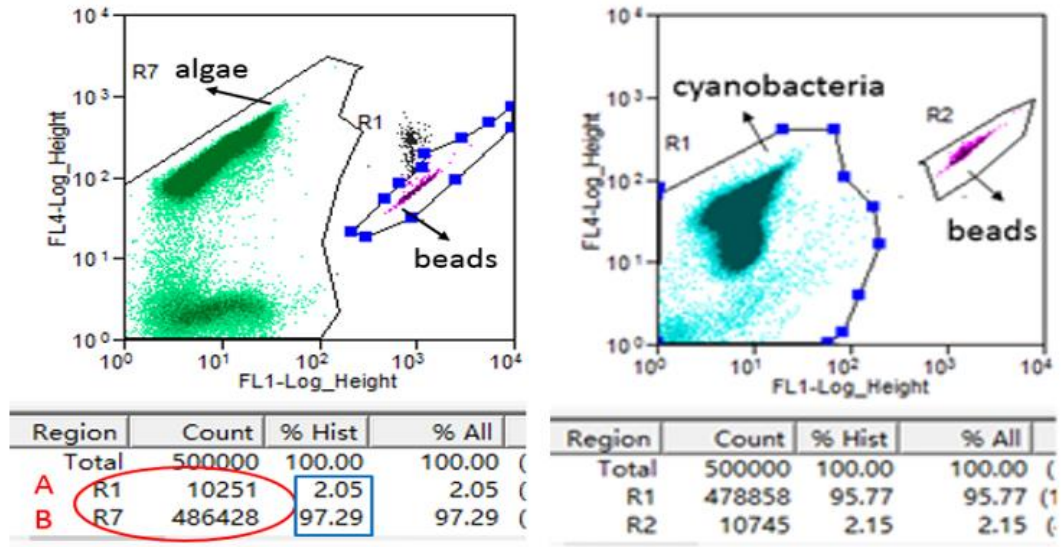 10⁴
10³
10²
10¹
10⁰
FL4-Log_Height
R7 algae
R1
beads
10⁰ 10¹ 10² 10³ 10⁴
FL1-Log_Height
Region Count % Hist % All
Total 500000 100.00 100.00 (
A R1 10251 2.05 2.05 (
B R7 486428 97.29 97.29 (
10⁴
10³
10²
10¹
10⁰
FL4-Log_Height
cyanobacteria
R1
R2
beads
10⁰ 10¹ 10² 10³ 10⁴
FL1-Log_Height
Region Count % Hist % All
Total 500000 100.00 100.00 (
R1 478858 95.77 95.77 (1
R2 10745 2.15 2.15 (